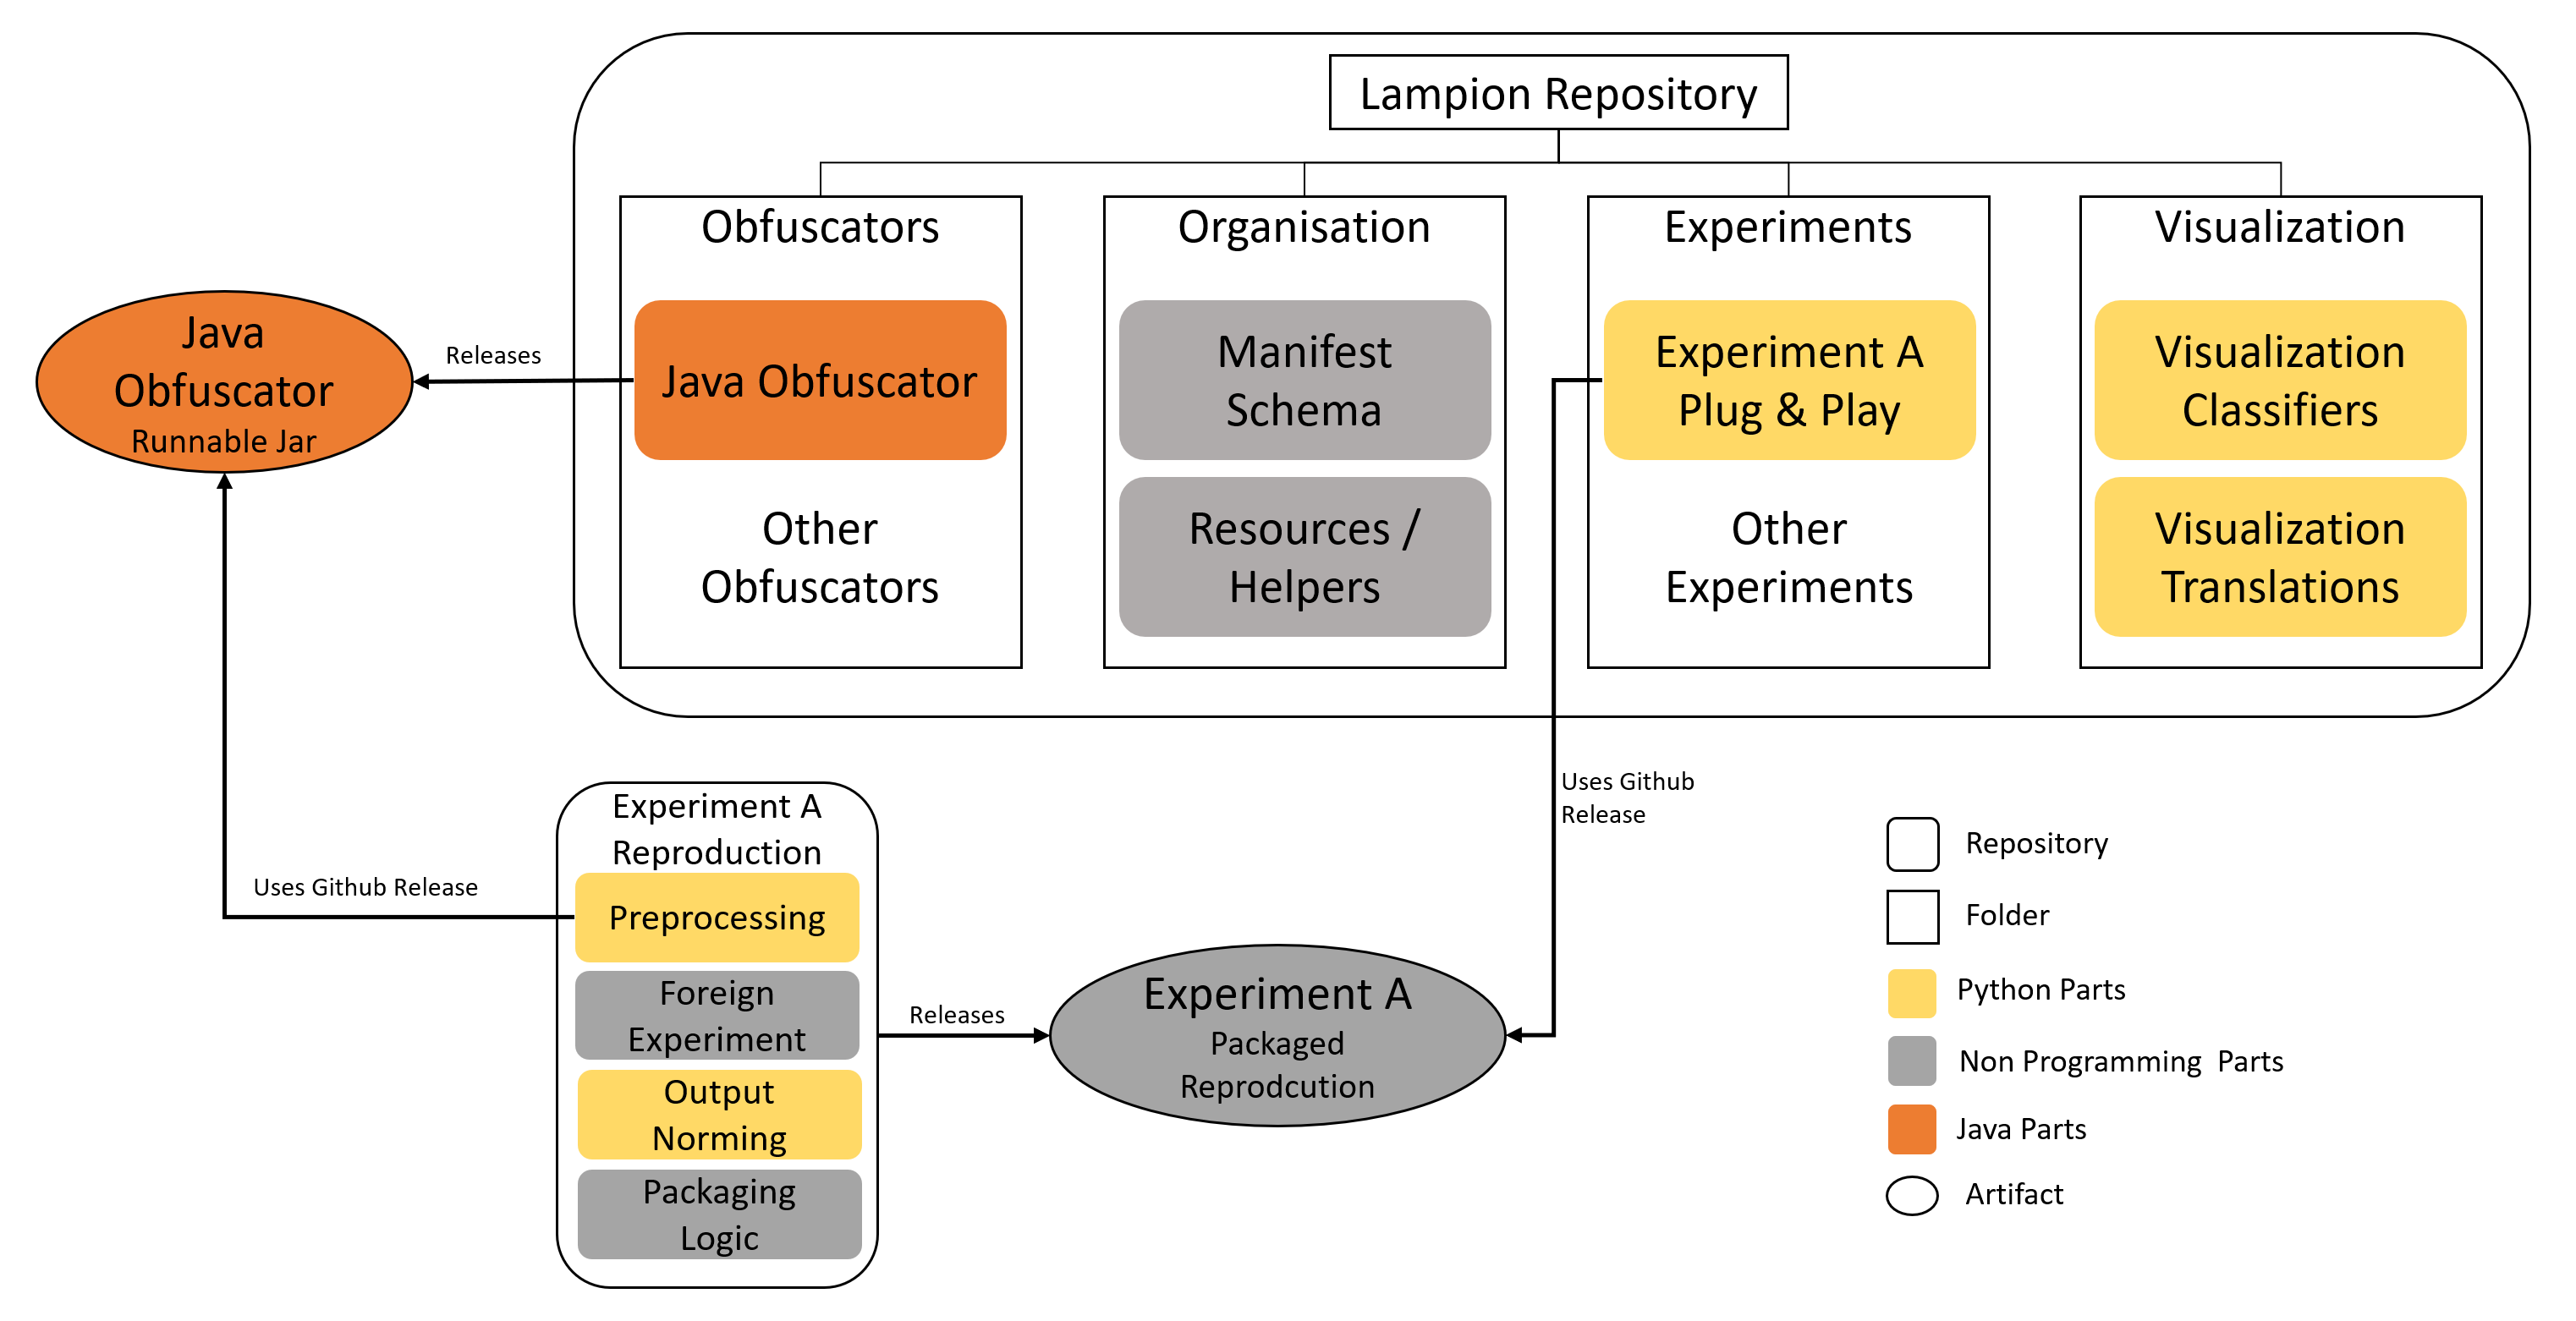 Lampion Repository
Obfuscators
Java Obfuscator
Other
Obfuscators
Organisation
Manifest
Schema
Resources /
Helpers
Experiments
Experiment A
Plug & Play
Other
Experiments
Visualization
Visualization
Classifiers
Visualization
Translations
Releases
Java
Obfuscator
Runnable Jar
Uses Github Release
Experiment A
Reproduction
Preprocessing
Foreign
Experiment
Output
Norming
Packaging
Logic
Releases
Experiment A
Packaged
Reprodcution
Uses Github
Release
Repository
Folder
Python Parts
Non Programming  Parts
Java Parts
Artifact